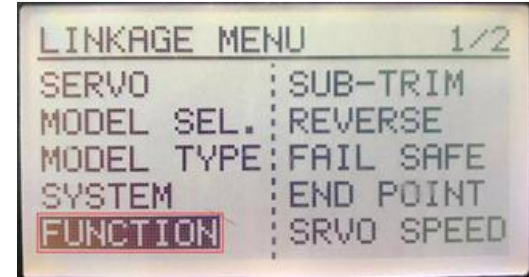 LINKAGE MENU 1/2
SERVO
MODEL SEL.
MODEL TYPE
SYSTEM
FUNCTION
SUB-TRIM
REVERSE
FAIL SAFE
END POINT
SRVO SPEED